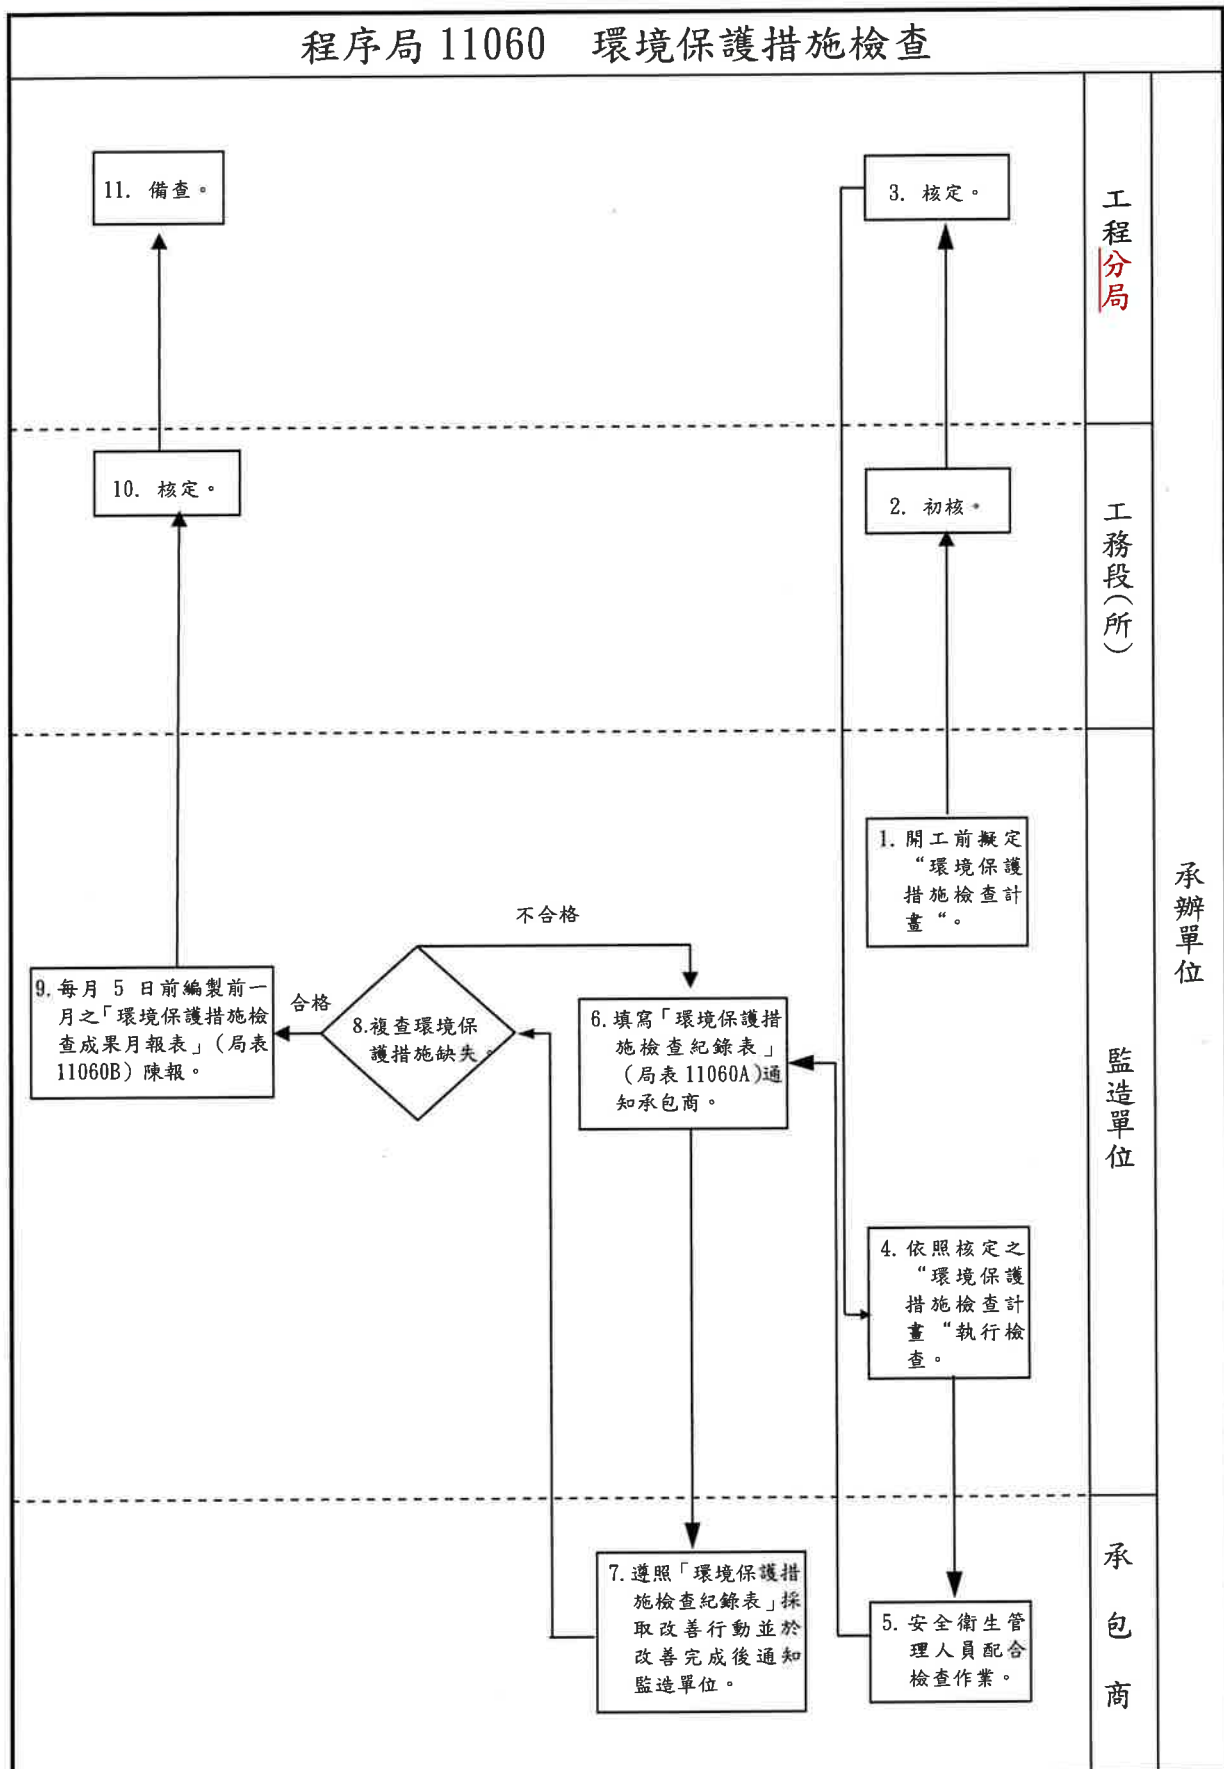 程序局 11060　環境保護措施檢查
承辦單位
工程分局
工務段(所)
監造單位
承包商
1. 開工前擬定
“環境保護
措施檢查計
畫“。
2. 初核。
3. 核定。
4. 依照核定之
“環境保護
措施檢查計
畫“執行檢
查。
5. 安全衛生管
理人員配合
檢查作業。
6. 填寫「環境保護措
施檢查紀錄表」
(局表 11060A)通
知承包商。
7. 遵照「環境保護措
施檢查紀錄表」採
取改善行動並於
改善完成後通知
監造單位。
8.複查環境保
護措施缺失。
不合格
合格
9. 每月 5 日前編製前一
月之「環境保護措施檢
查成果月報表」(局表
11060B)陳報。
10. 核定。
11. 備查。